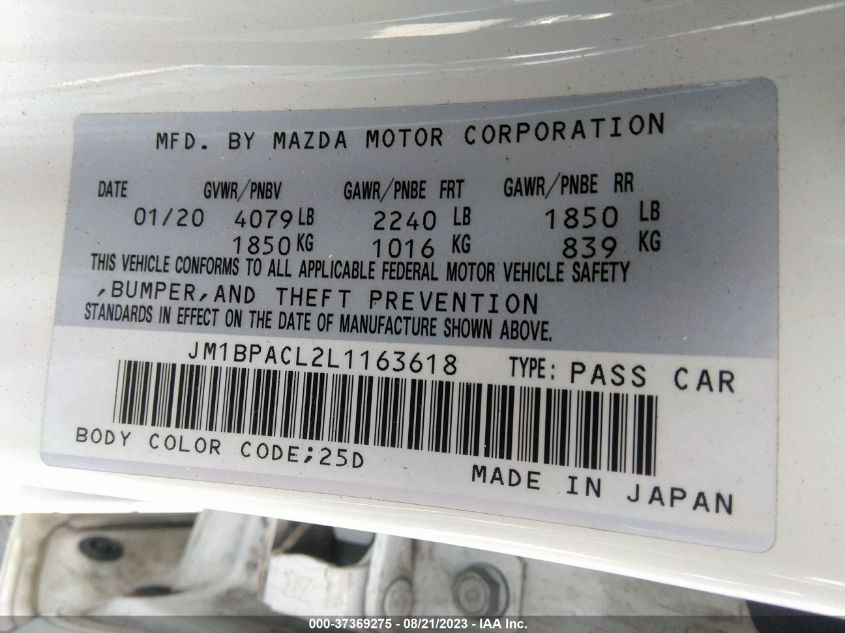 MFD. BY MAZDA MOTOR CORPORATION
DATE GVWR/PNBV GAWR/PNBE FRT GAWR/PNBE RR
01/20 4079 LB 2240 LB 1850 LB
1850 KG 1016 KG 839 KG
THIS VEHICLE CONFORMS TO ALL APPLICABLE FEDERAL MOTOR VEHICLE SAFETY
,BUMPER,AND THEFT PREVENTION
STANDARDS IN EFFECT ON THE DATE OF MANUFACTURE SHOWN ABOVE.
JM1BPACL2L1163618 TYPE: PASS CAR
BODY COLOR CODE;25D MADE IN JAPAN
000-37369275 - 08/21/2023 - IAA Inc.